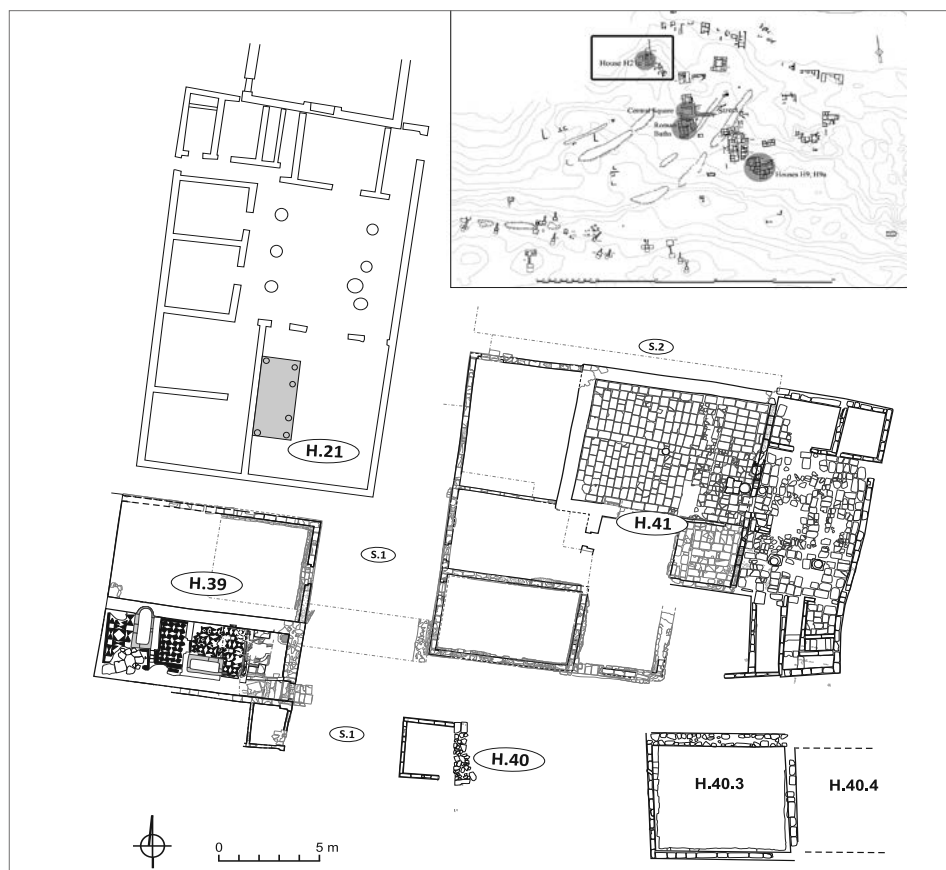 House H2
Central Square
Roman
Baths
Houses H9, H9a
S.2
H.21
H.41
S.1
H.39
S.1
H.40
H.40.3
H.40.4
0
5 m